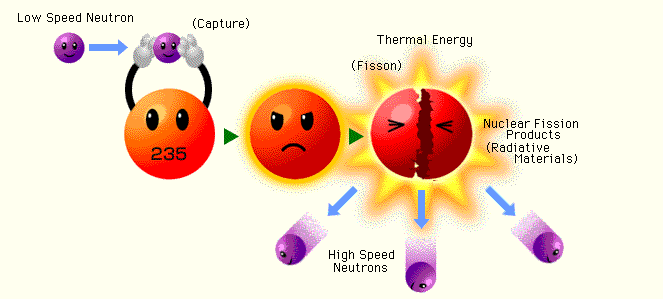 Low Speed Neutron
(Capture)
Thermal Energy
(Fisson)
235
Nuclear Fission
Products
(Radiative
Materials)
High Speed
Neutrons